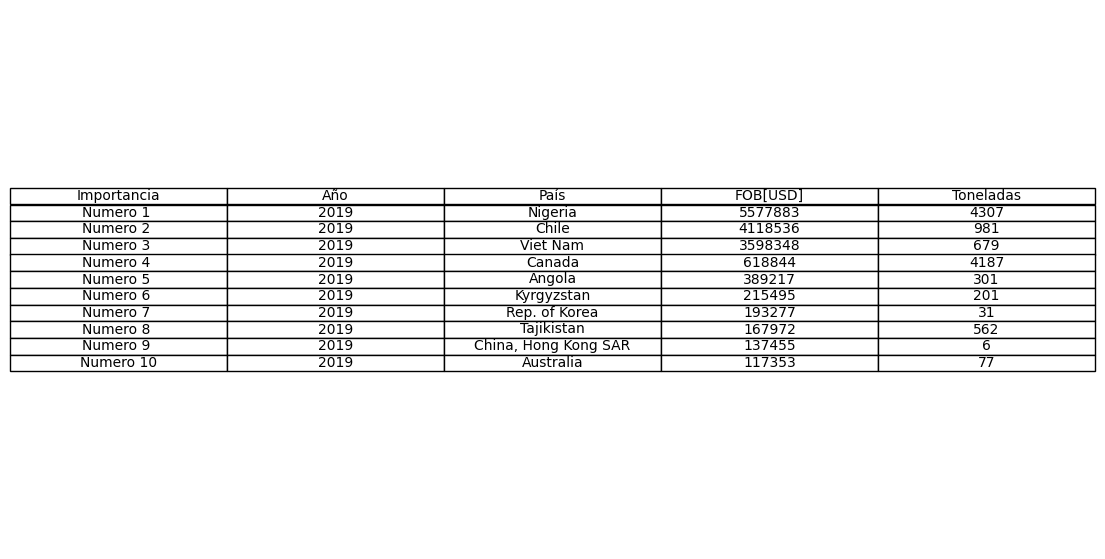 Importancia Año País FOB[USD] Toneladas
Numero 1 2019 Nigeria 5577883 4307
Numero 2 2019 Chile 4118536 981
Numero 3 2019 Viet Nam 3598348 679
Numero 4 2019 Canada 618844 4187
Numero 5 2019 Angola 389217 301
Numero 6 2019 Kyrgyzstan 215495 201
Numero 7 2019 Rep. of Korea 193277 31
Numero 8 2019 Tajikistan 167972 562
Numero 9 2019 China, Hong Kong SAR 137455 6
Numero 10 2019 Australia 117353 77